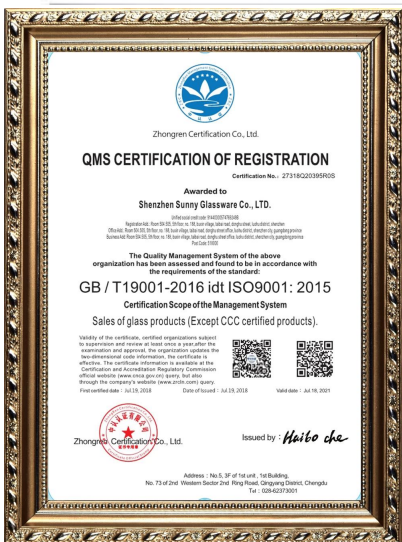 Zhongren Certification Co., Ltd.
QMS CERTIFICATION OF REGISTRATION
Certification No.: 27318Q20395R0S
Awarded to
Shenzhen Sunny Glassware Co., LTD.
The Quality Management System of the above
organization has been assessed and found to be in accordance with
the requirements of the standard:
GB / T19001-2016 idt ISO9001: 2015
Certification Scope of the Management System
Sales of glass products (Except CCC certified products).
Validity of the certificate, certified organizations subject
to supervision and review at least once a year,after the
examination and approval, the organization updates the
two-dimensional code information, the certificate is
effective. The certificate information is available at the
Certification and Accreditation Regulatory Commission
official website (www.cnca.gov.cn) query, but also
through the company's website (www.zrcln.com) query.
First certified date : Jul.19, 2018 Date of Issued : Jul.19, 2018 Valid date : Jul.19, 2021
Zhongren Certification Co., Ltd.
Issued by : Haibo che
Address : No.5, 3F of 1st unit , 1st Building,
No. 73 of 2nd Western Sector 2nd Ring Road, Qingyang District, Chengdu
Tel : 028-62373001